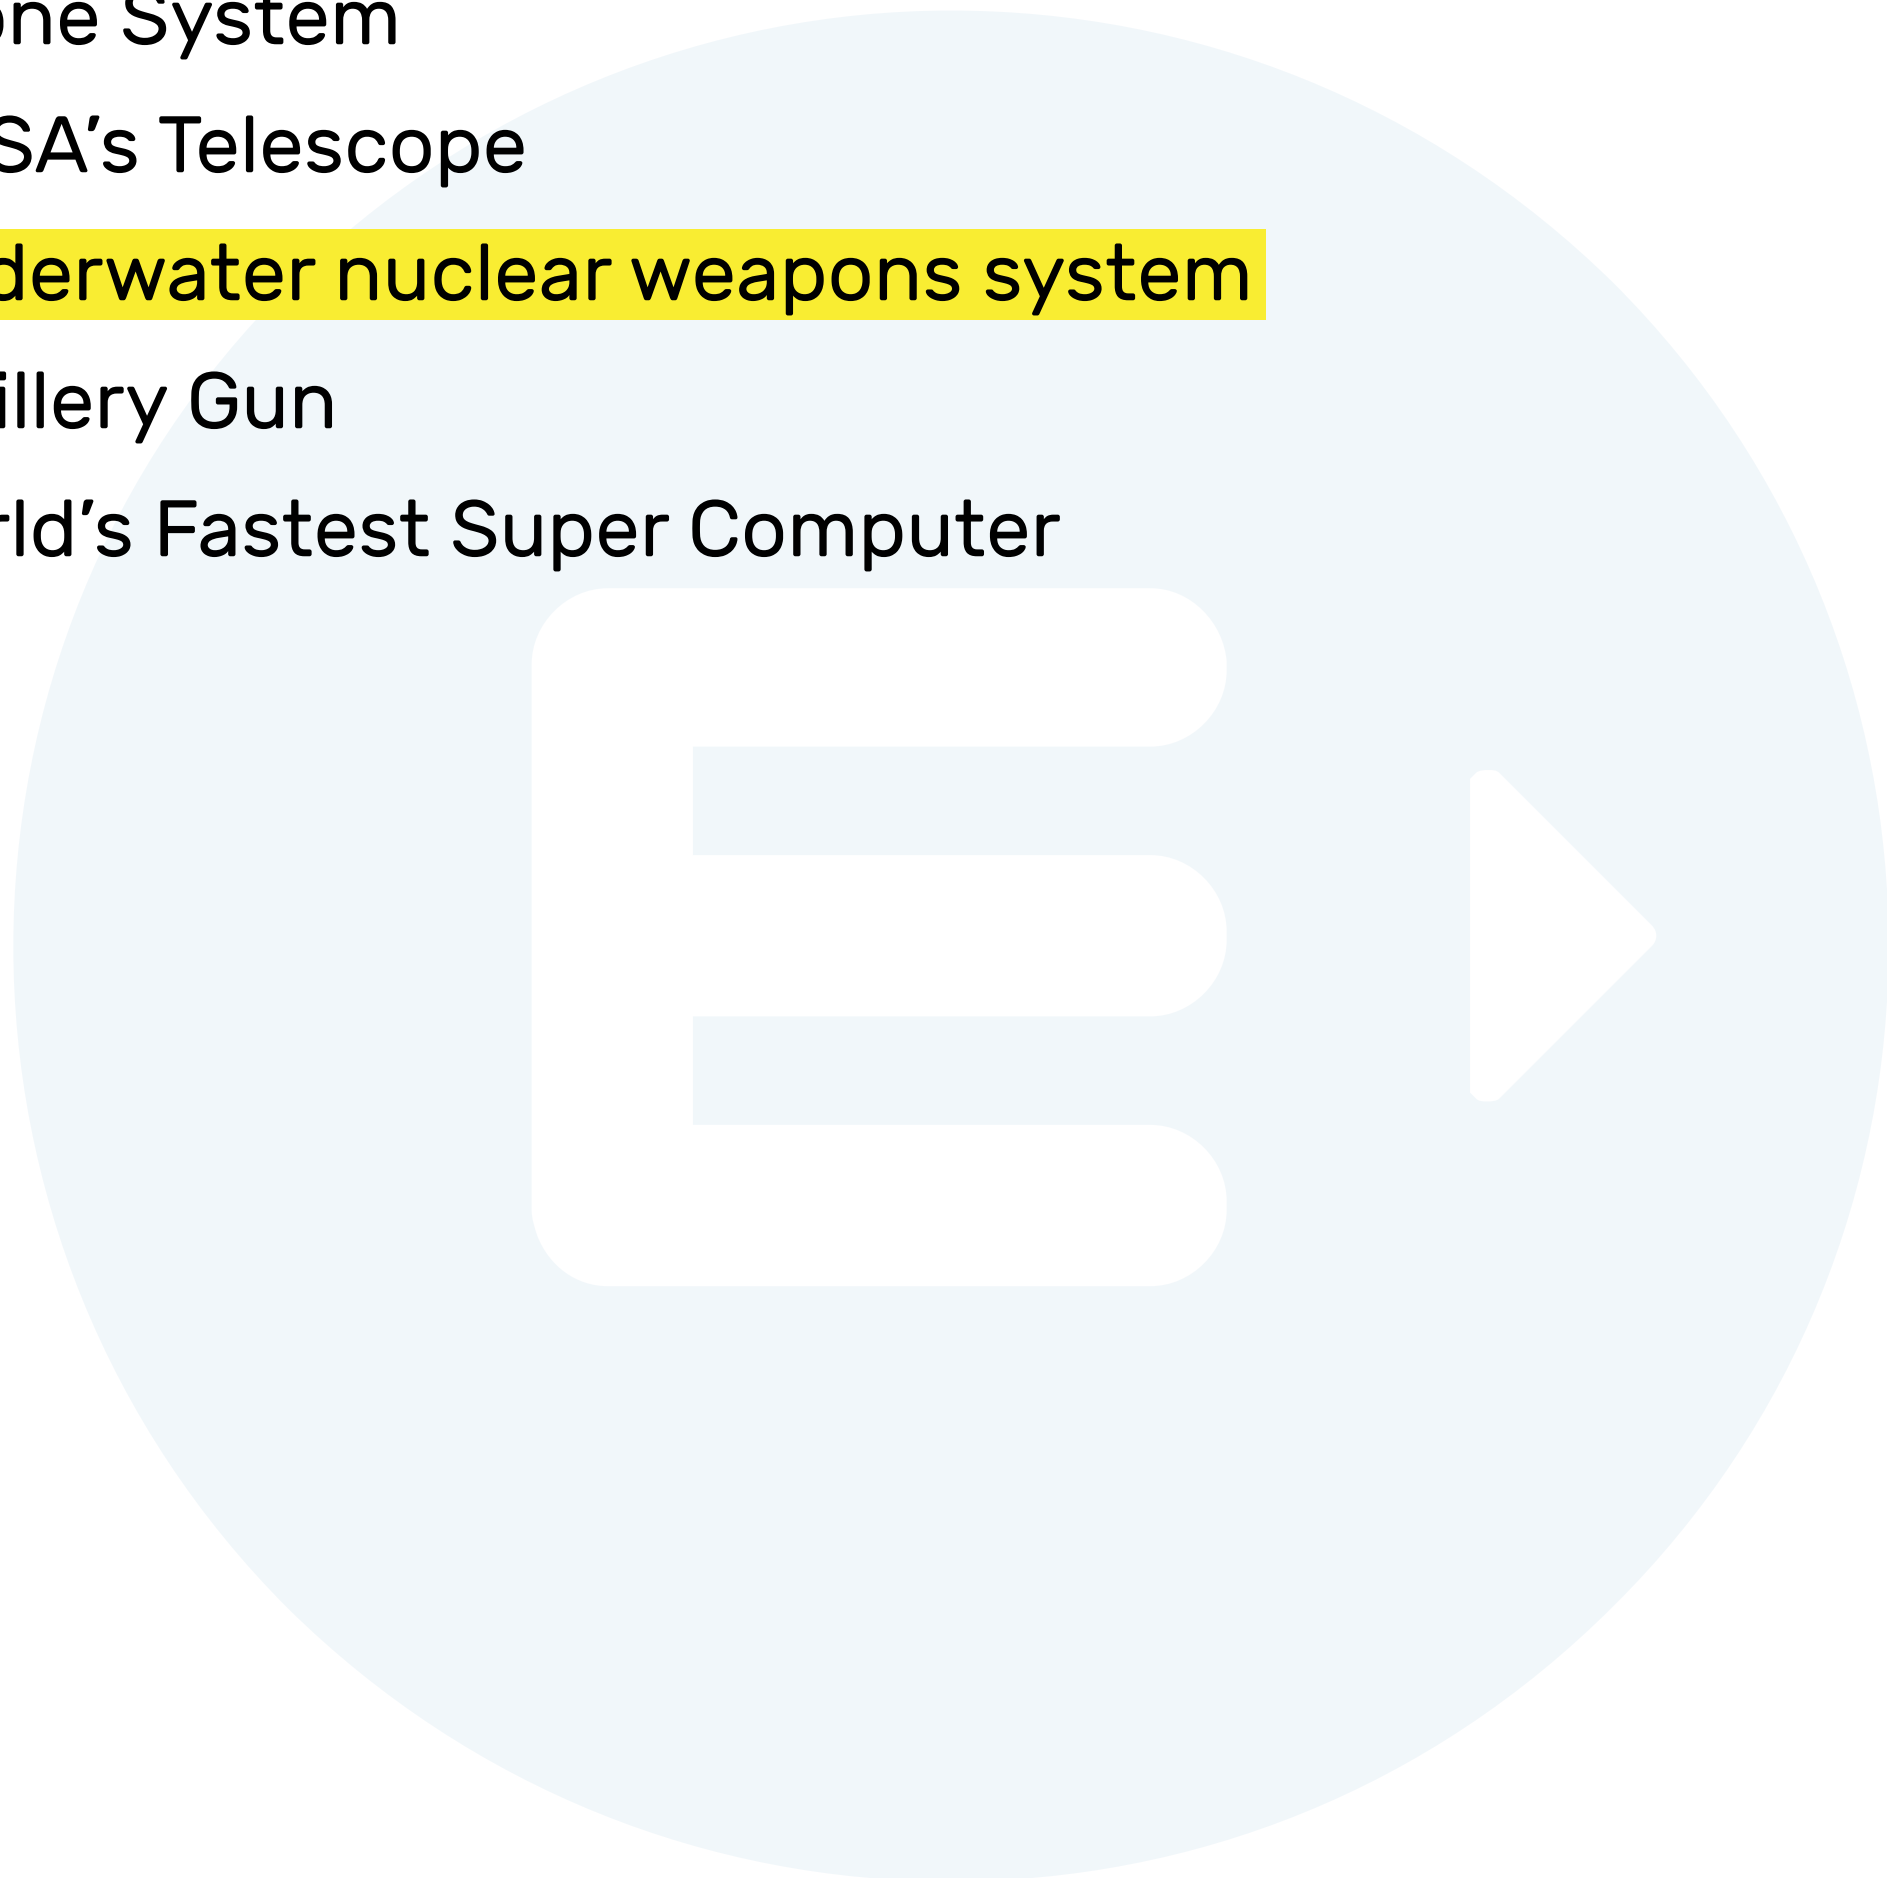 one System
SA's Telescope
derwater nuclear weapons system
illery Gun
rld's Fastest Super Computer
E